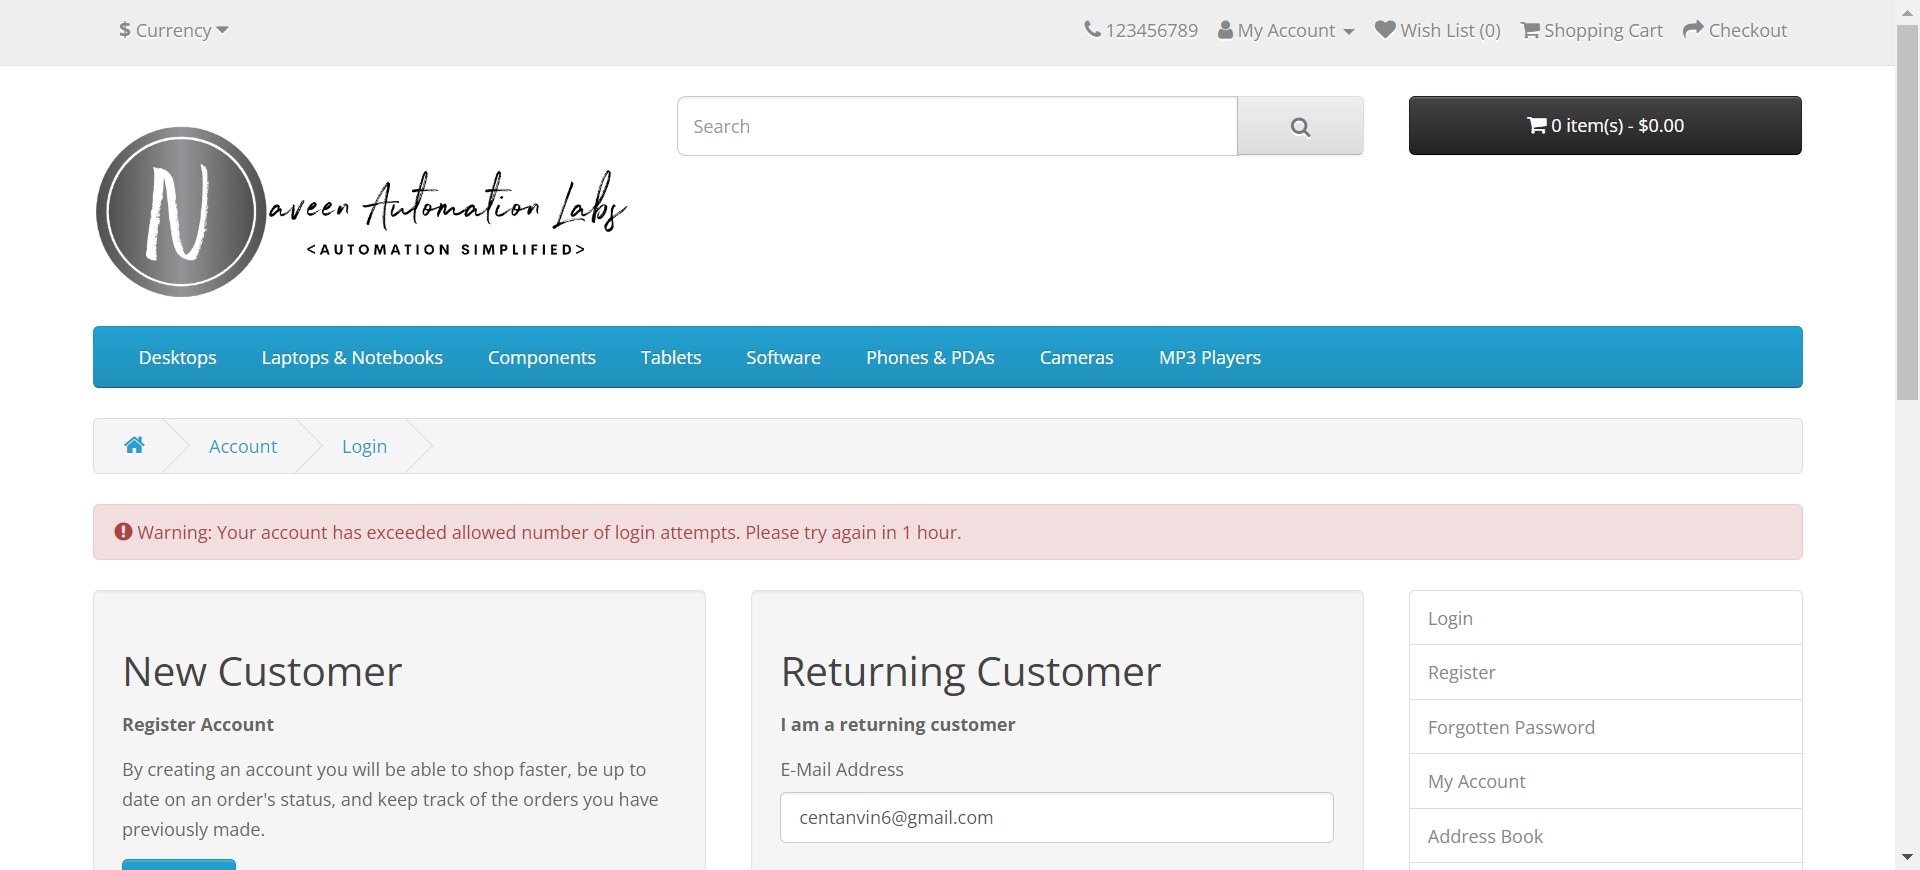 $ Currency
123456789 My Account Wish List (0) Shopping Cart Checkout
Search
0 item(s) - $0.00
Naveen Automation Labs
<AUTOMATION SIMPLIFIED>
Desktops Laptops & Notebooks Components Tablets Software Phones & PDAs Cameras MP3 Players
Account Login
Warning: Your account has exceeded allowed number of login attempts. Please try again in 1 hour.
New Customer
Register Account
By creating an account you will be able to shop faster, be up to
date on an order's status, and keep track of the orders you have
previously made.
Returning Customer
I am a returning customer
E-Mail Address
centanvin6@gmail.com
Login
Register
Forgotten Password
My Account
Address Book